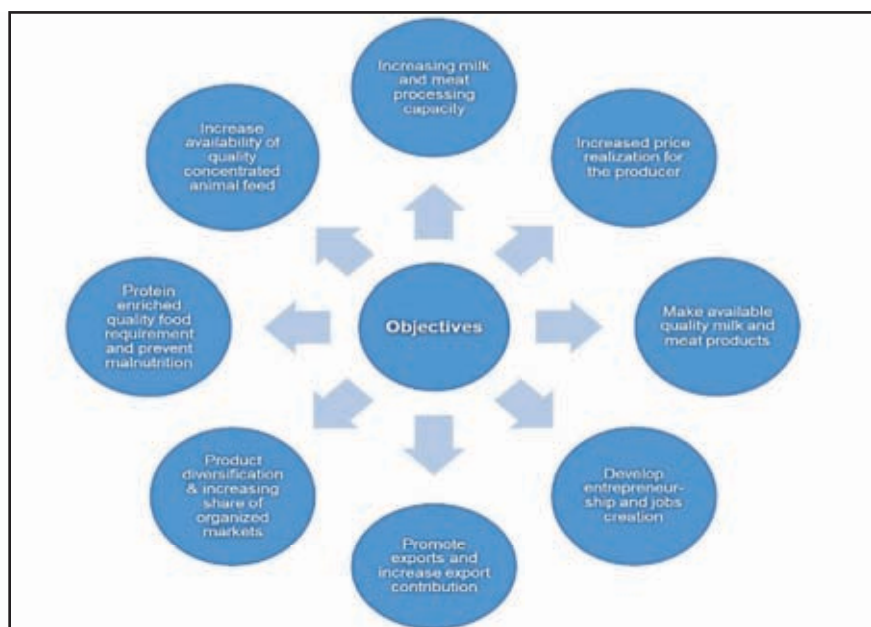 Increasing milk
and meat
processing
capacity
Increased price
realization for
the producer
Make available
quality milk and
meat products
Develop
entrepreneur-
ship and jobs
creation
Promote
exports and
increase export
contribution
Product
diversification
& increasing
share of
organized
markets
Protein
enriched
quality food
requirement
and prevent
malnutrition
Increase
availability of
quality
concentrated
animal feed
Objectives